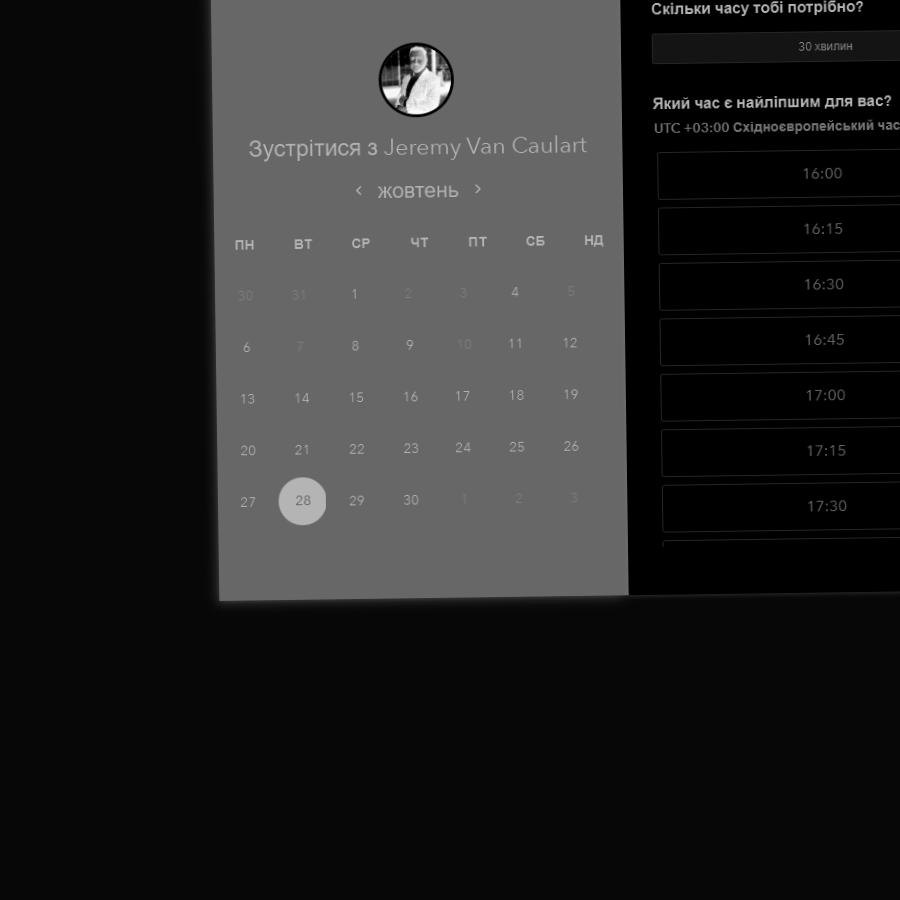 Зустрітися з Jeremy Van Caulart
‹ жовтень ›
ПН ВТ СР ЧТ ПТ СБ НД
30 31 1 2 3 4 5
6 7 8 9 10 11 12
13 14 15 16 17 18 19
20 21 22 23 24 25 26
27 28 29 30 1 2 3
Скільки часу тобі потрібно?
30 хвилин
Який час є найліпшим для вас?
UTC +03:00 Східноєвропейський час
16:00
16:15
16:30
16:45
17:00
17:15
17:30